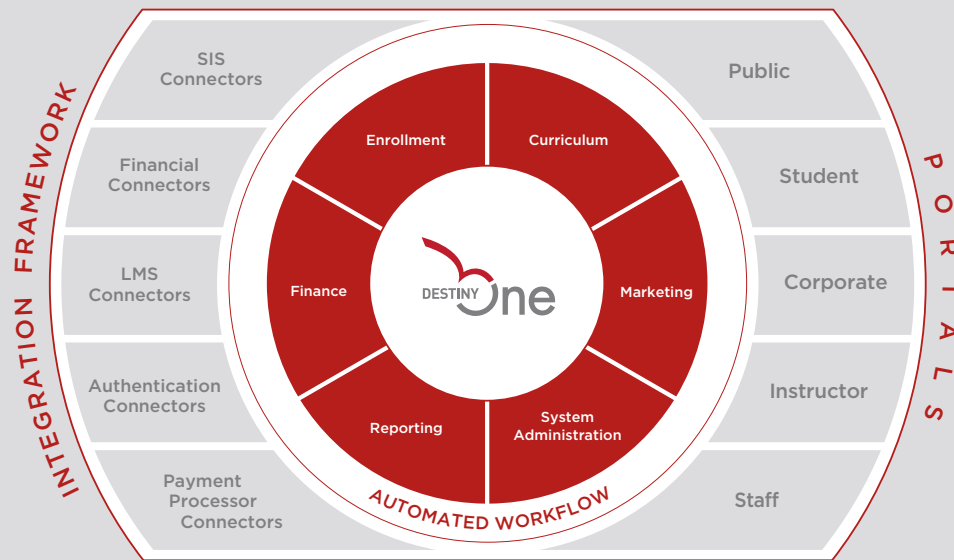 INTEGRATION FRAMEWORK
SIS
Connectors
Financial
Connectors
LMS
Connectors
Authentication
Connectors
Payment
Processor
Connectors
Enrollment
Curriculum
Finance
Marketing
Reporting
System
Administration
DESTINY One
AUTOMATED WORKFLOW
Public
Student
Corporate
Instructor
Staff
PORTALS